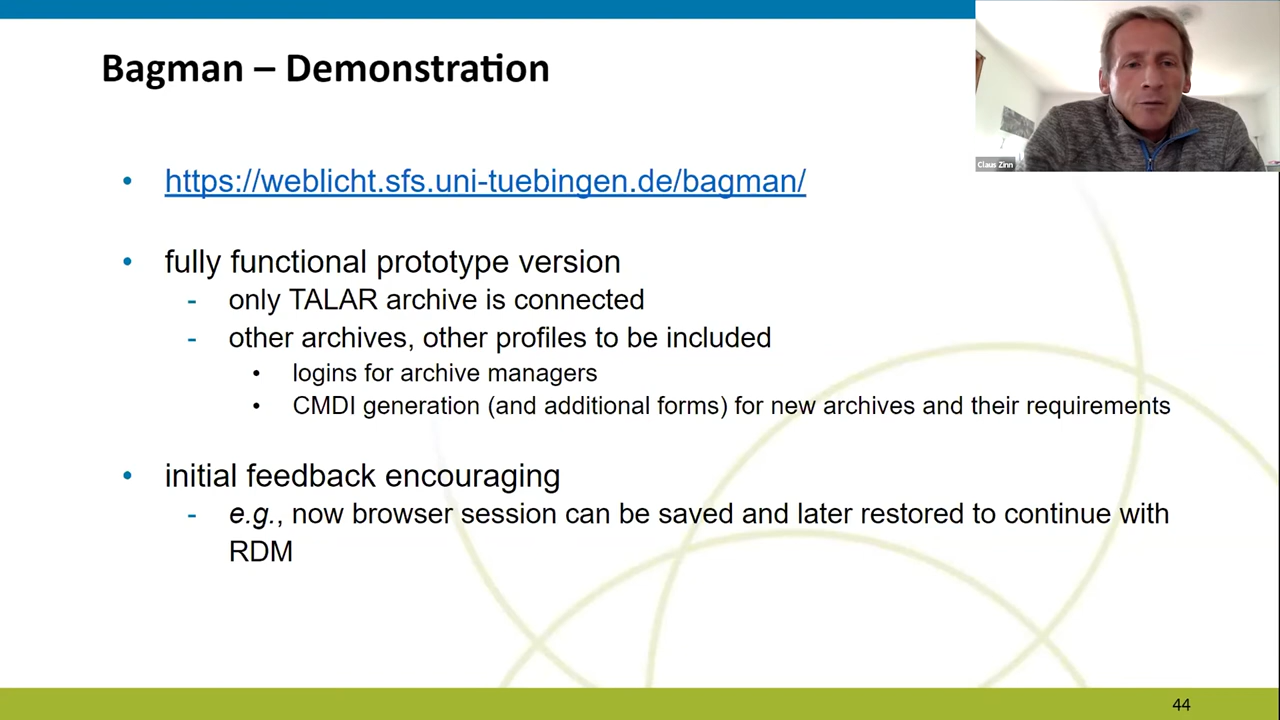 Bagman – Demonstration
Claus Zinn
• https://weblicht.sfs.uni-tuebingen.de/bagman/
• fully functional prototype version
- only TALAR archive is connected
- other archives, other profiles to be included
• logins for archive managers
• CMDI generation (and additional forms) for new archives and their requirements
• initial feedback encouraging
- e.g., now browser session can be saved and later restored to continue with
RDM
44